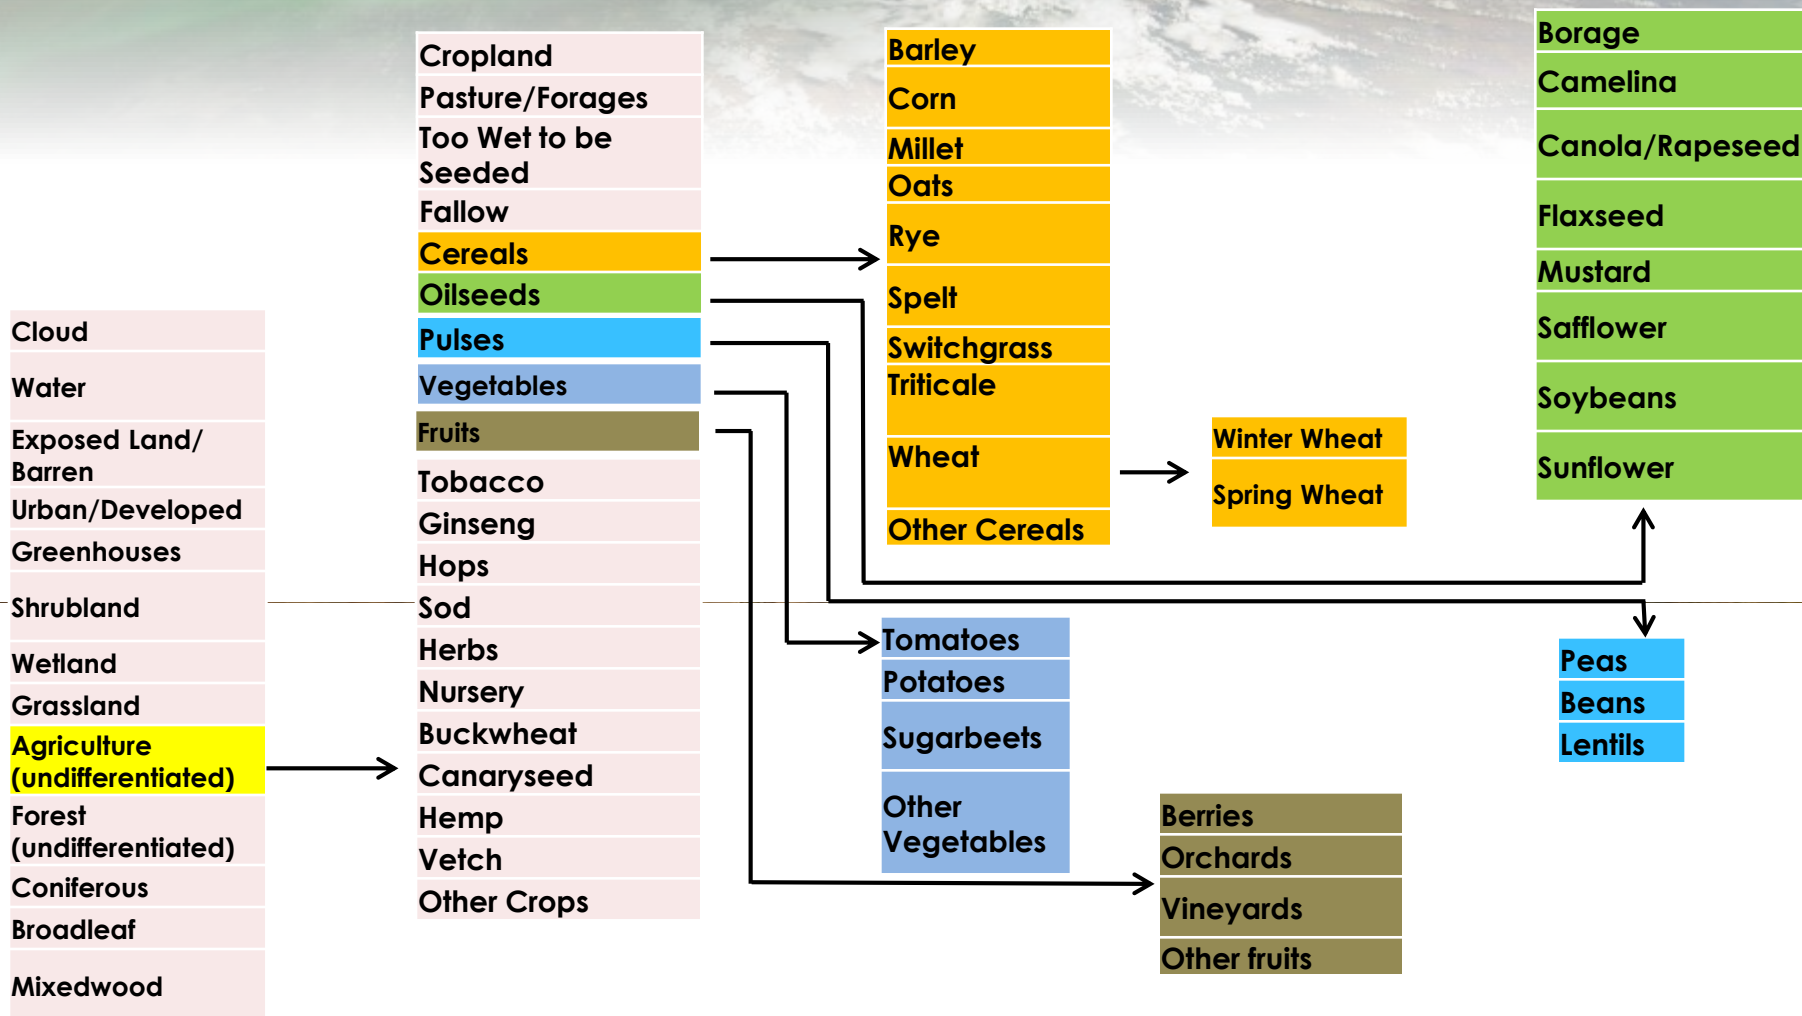 Cloud
Water
Exposed Land/
Barren
Urban/Developed
Greenhouses
Shrubland
Wetland
Grassland
Agriculture
(undifferentiated)
Forest
(undifferentiated)
Coniferous
Broadleaf
Mixedwood
Cropland
Pasture/Forages
Too Wet to be
Seeded
Fallow
Cereals
Oilseeds
Pulses
Vegetables
Fruits
Tobacco
Ginseng
Hops
Sod
Herbs
Nursery
Buckwheat
Canaryseed
Hemp
Vetch
Other Crops
Barley
Corn
Millet
Oats
Rye
Spelt
Switchgrass
Triticale
Wheat
Other Cereals
Winter Wheat
Spring Wheat
Tomatoes
Potatoes
Sugarbeets
Other
Vegetables
Berries
Orchards
Vineyards
Other fruits
Borage
Camelina
Canola/Rapeseed
Flaxseed
Mustard
Safflower
Soybeans
Sunflower
Peas
Beans
Lentils